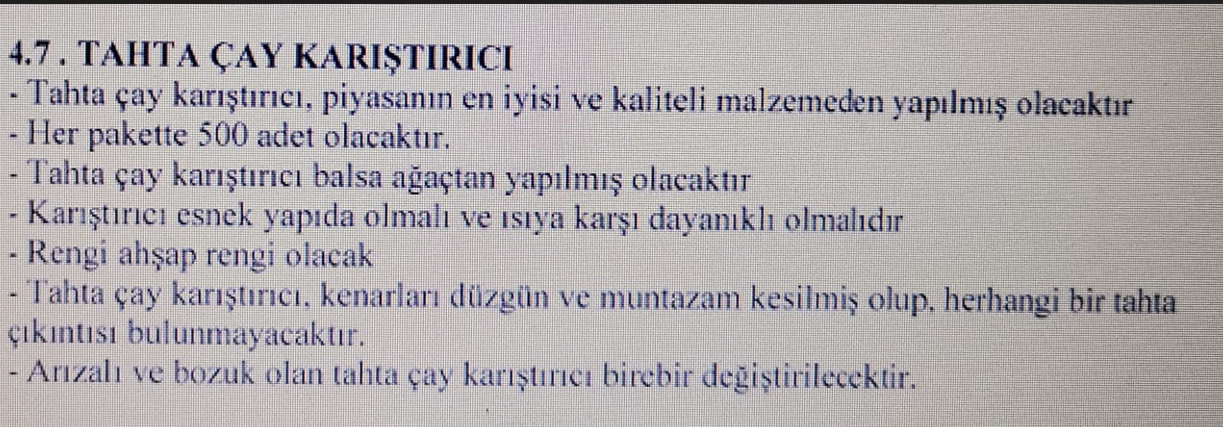 4.7. TAHTA ÇAY KARIŞTIRICI
- Tahta çay karıştırıcı, piyasanın en iyisi ve kaliteli malzemeden yapılmış olacaktır
- Her pakette 500 adet olacaktır.
- Tahta çay karıştırıcı balsa ağaçtan yapılmış olacaktır
- Karıştırıcı esnek yapıda olmalı ve ısıya karşı dayanıklı olmalıdır
- Rengi ahşap rengi olacak
- Tahta çay karıştırıcı, kenarları düzgün ve muntazam kesilmiş olup, herhangi bir tahta
çıkıntısı bulunmayacaktır.
- Arızalı ve bozuk olan tahta çay karıştırıcı birebir değiştirilecektir.